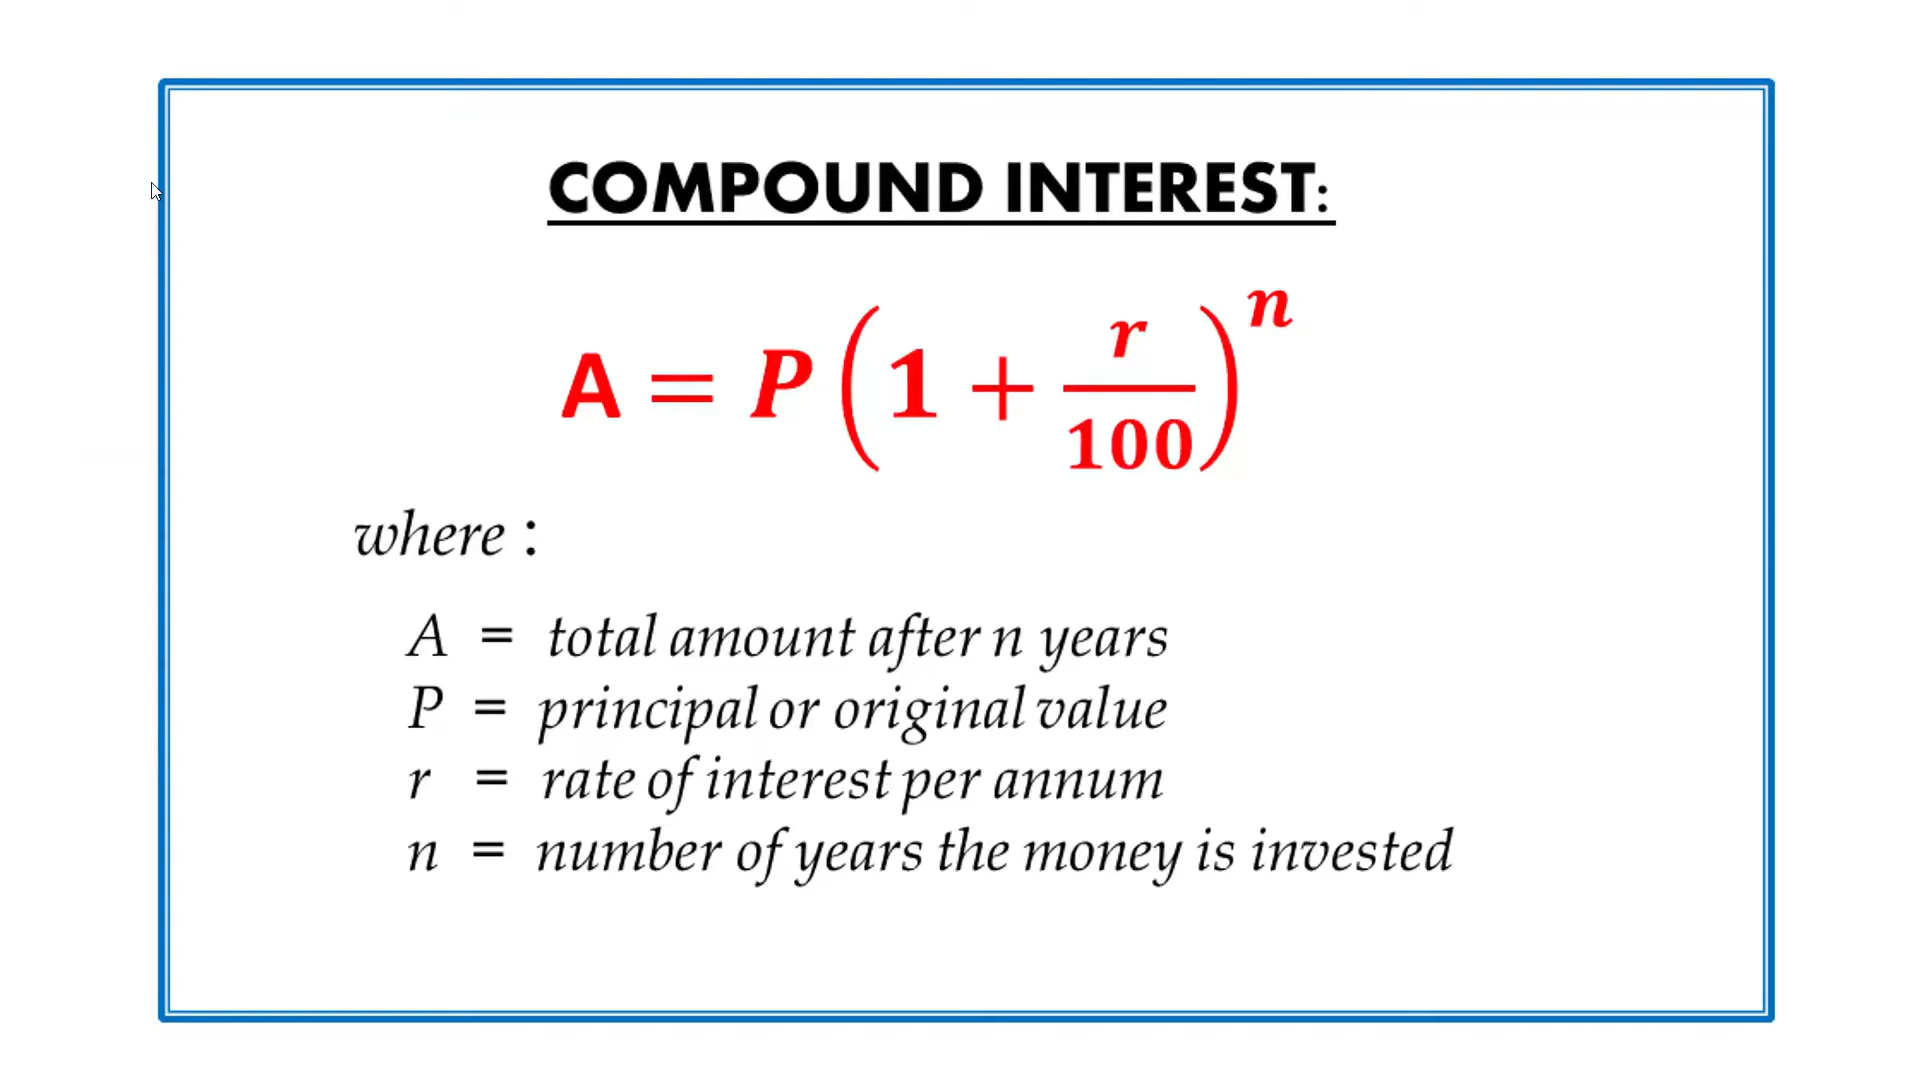 COMPOUND INTEREST:
A = P(1 + r/100)^n
where :
A = total amount after n years
P = principal or original value
r = rate of interest per annum
n = number of years the money is invested